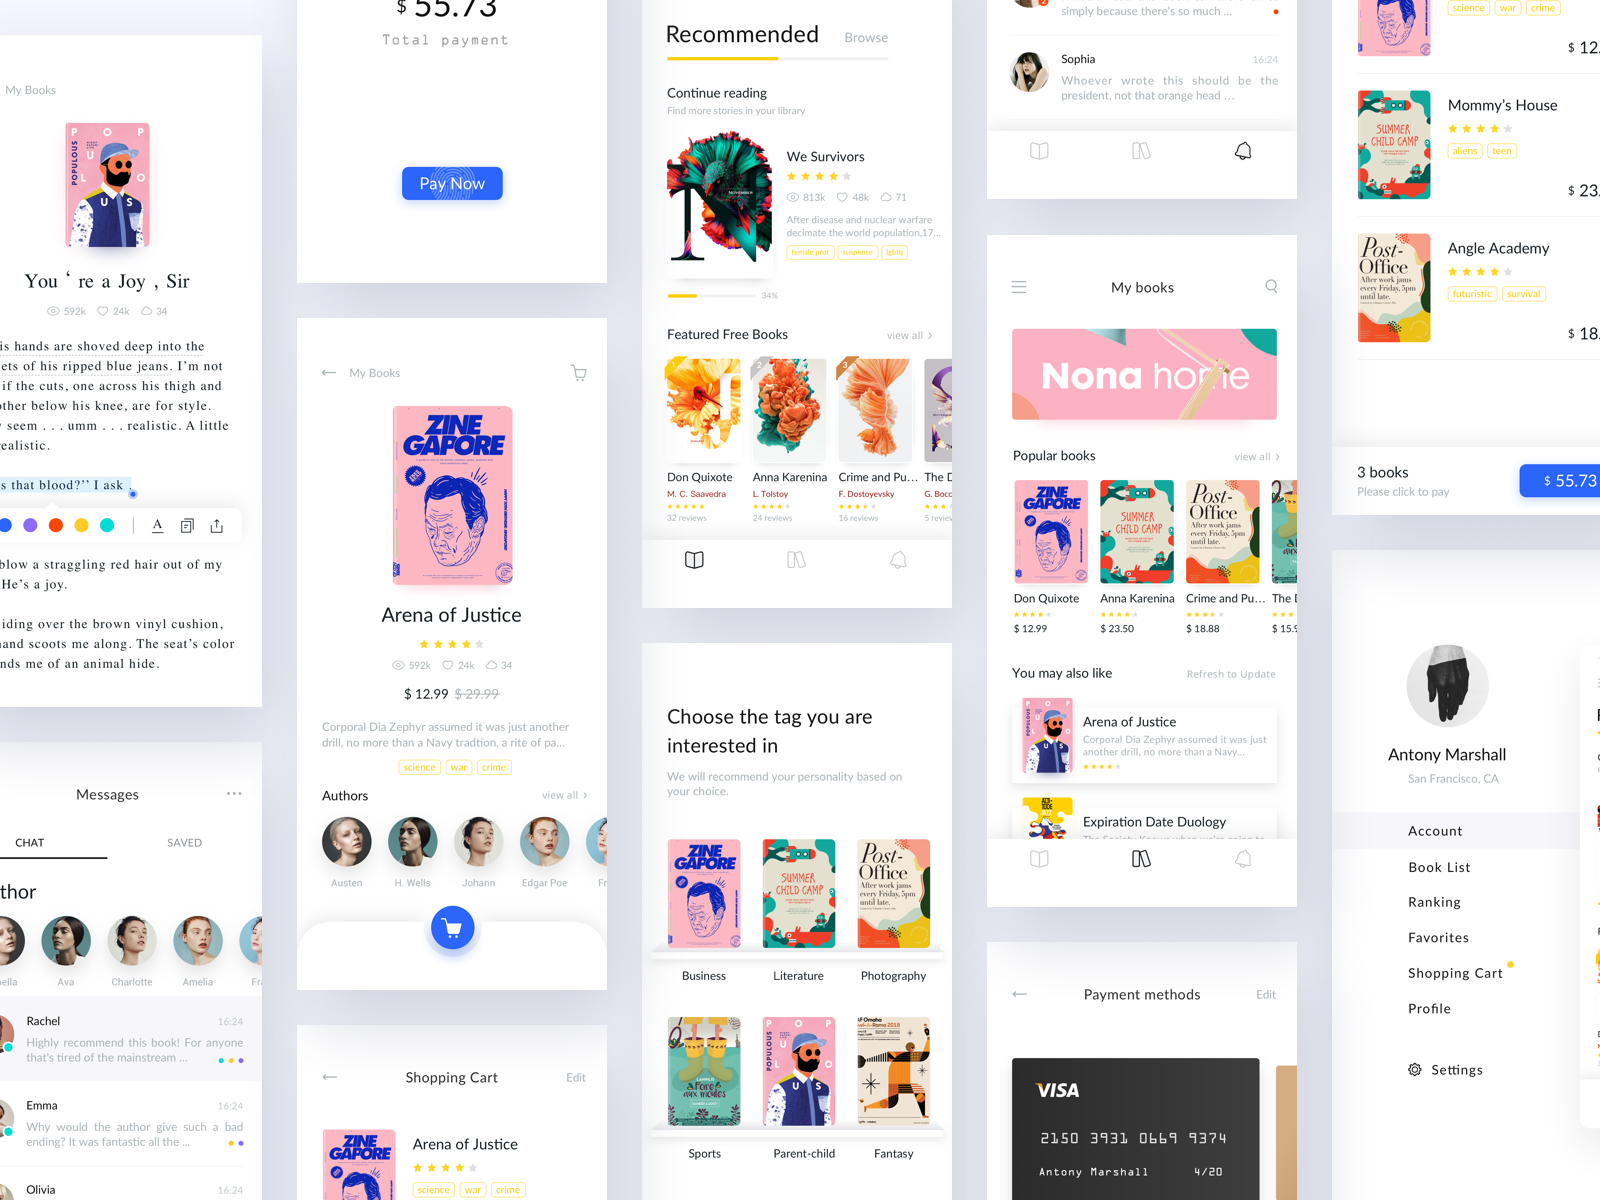 My Books
P O P
POPULOUS
U
L O
U S
You ‘ re a Joy , Sir
592k 24k 34
is hands are shoved deep into the
ets of his ripped blue jeans. I’m not
if the cuts, one across his thigh and
other below his knee, are for style.
y seem . . . umm . . . realistic. A little
ealistic.
s that blood?’’ I ask .
A
blow a straggling red hair out of my
He’s a joy.
iding over the brown vinyl cushion,
hand scoots me along. The seat’s color
nds me of an animal hide.
Messages
CHAT SAVED
thor
ella Ava Charlotte Amelia Fr
Rachel 16:24
Highly recommend this book! For anyone
that's tired of the mainstream ...
Emma 16:24
Why would the author give such a bad
ending? It was fantastic all the ...
Olivia 16:24
$ 55.73
Total payment
Pay Now
My Books
ZINE
GAPORE
Arena of Justice
592k 24k 34
$ 12.99 $ 29.99
Corporal Dia Zephyr assumed it was just another
drill, no more than a Navy tradtion, a rite of pa...
science war crime
Authors view all
Austen H. Wells Johann Edgar Poe Fr
Shopping Cart Edit
ZINE
GAPORE
Arena of Justice
science war crime
Recommended Browse
Continue reading
Find more stories in your library
NOVEMBER
We Survivors
813k 48k 71
After disease and nuclear warfare
decimate the world population,17...
female prot suspense lgbtq
34%
Featured Free Books view all
1 2 3
Don Quixote Anna Karenina Crime and Pu... The D
M. C. Saavedra L. Tolstoy F. Dostoyevsky G. Bocc
32 reviews 24 reviews 16 reviews 5 review
Choose the tag you are
interested in
We will recommend your personality based on
your choice.
ZINE
GAPORE
SUMMER
CHILD CAMP
Post-
Office
After work jams
every Friday, 5pm
until late.
Business Literature Photography
Fore
aux moules
P O P
POPULOUS
U
L O
U S
AF Omaha
Sports Parent-child Fantasy
2
simply because there's so much ...
Sophia 16:24
Whoever wrote this should be the
president, not that orange head ...
My books
Nona home
Popular books view all
ZINE
GAPORE
SUMMER
CHILD CAMP
Post-
Office
After work jams
every Friday, 5pm
until late.
Don Quixote Anna Karenina Crime and Pu... The D
$ 12.99 $ 23.50 $ 18.88 $ 15.9
You may also like Refresh to Update
P O P
POPULOUS
U
L O
U S
Arena of Justice
Corporal Dia Zephyr assumed it was just
another drill, no more than a Navy...
Expiration Date Duology
Payment methods Edit
VISA
2150 3931 0669 9374
Antony Marshall 4/20
science war crime
$ 12.
SUMMER
CHILD CAMP
Mommy’s House
aliens teen
$ 23.
Post-
Office
After work jams
every Friday, 5pm
until late.
Angle Academy
futuristic survival
$ 18.
3 books
Please click to pay
$ 55.73
Antony Marshall
San Francisco, CA
Account
Book List
Ranking
Favorites
Shopping Cart
Profile
Settings